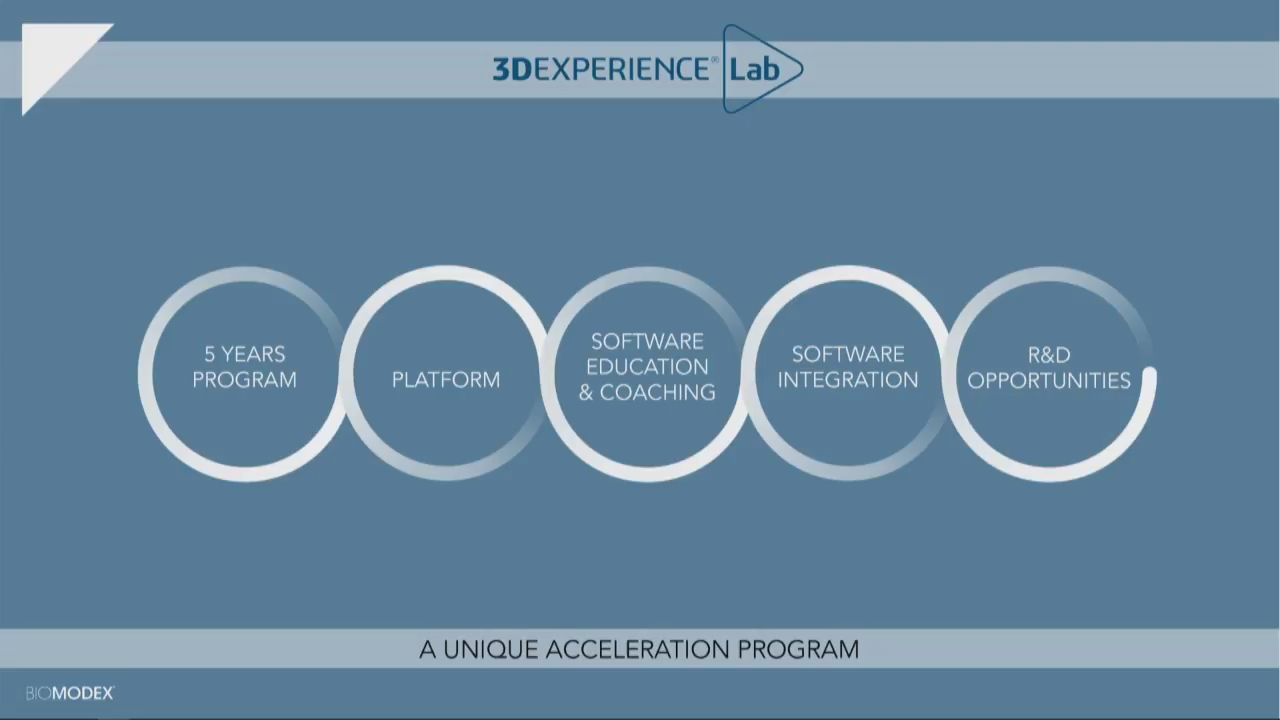 3DEXPERIENCE® Lab
5 YEARS
PROGRAM
PLATFORM
SOFTWARE
EDUCATION
& COACHING
SOFTWARE
INTEGRATION
R&D
OPPORTUNITIES
A UNIQUE ACCELERATION PROGRAM
BIOMODEX